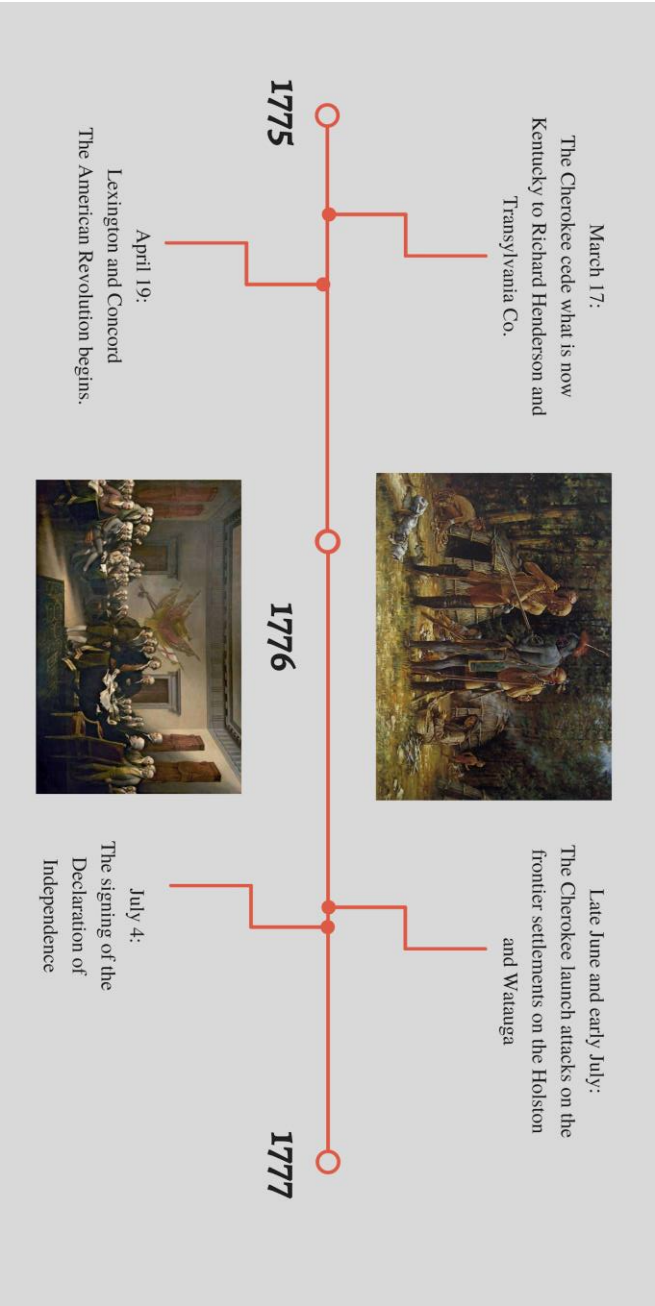 March 17:
The Cherokee cede what is now
Kentucky to Richard Henderson and
Transylvania Co.
Late June and early July:
The Cherokee launch attacks on the
frontier settlements on the Holston
and Watauga
1775
1776
1777
April 19:
Lexington and Concord
The American Revolution begins.
July 4:
The signing of the
Declaration of
Independence